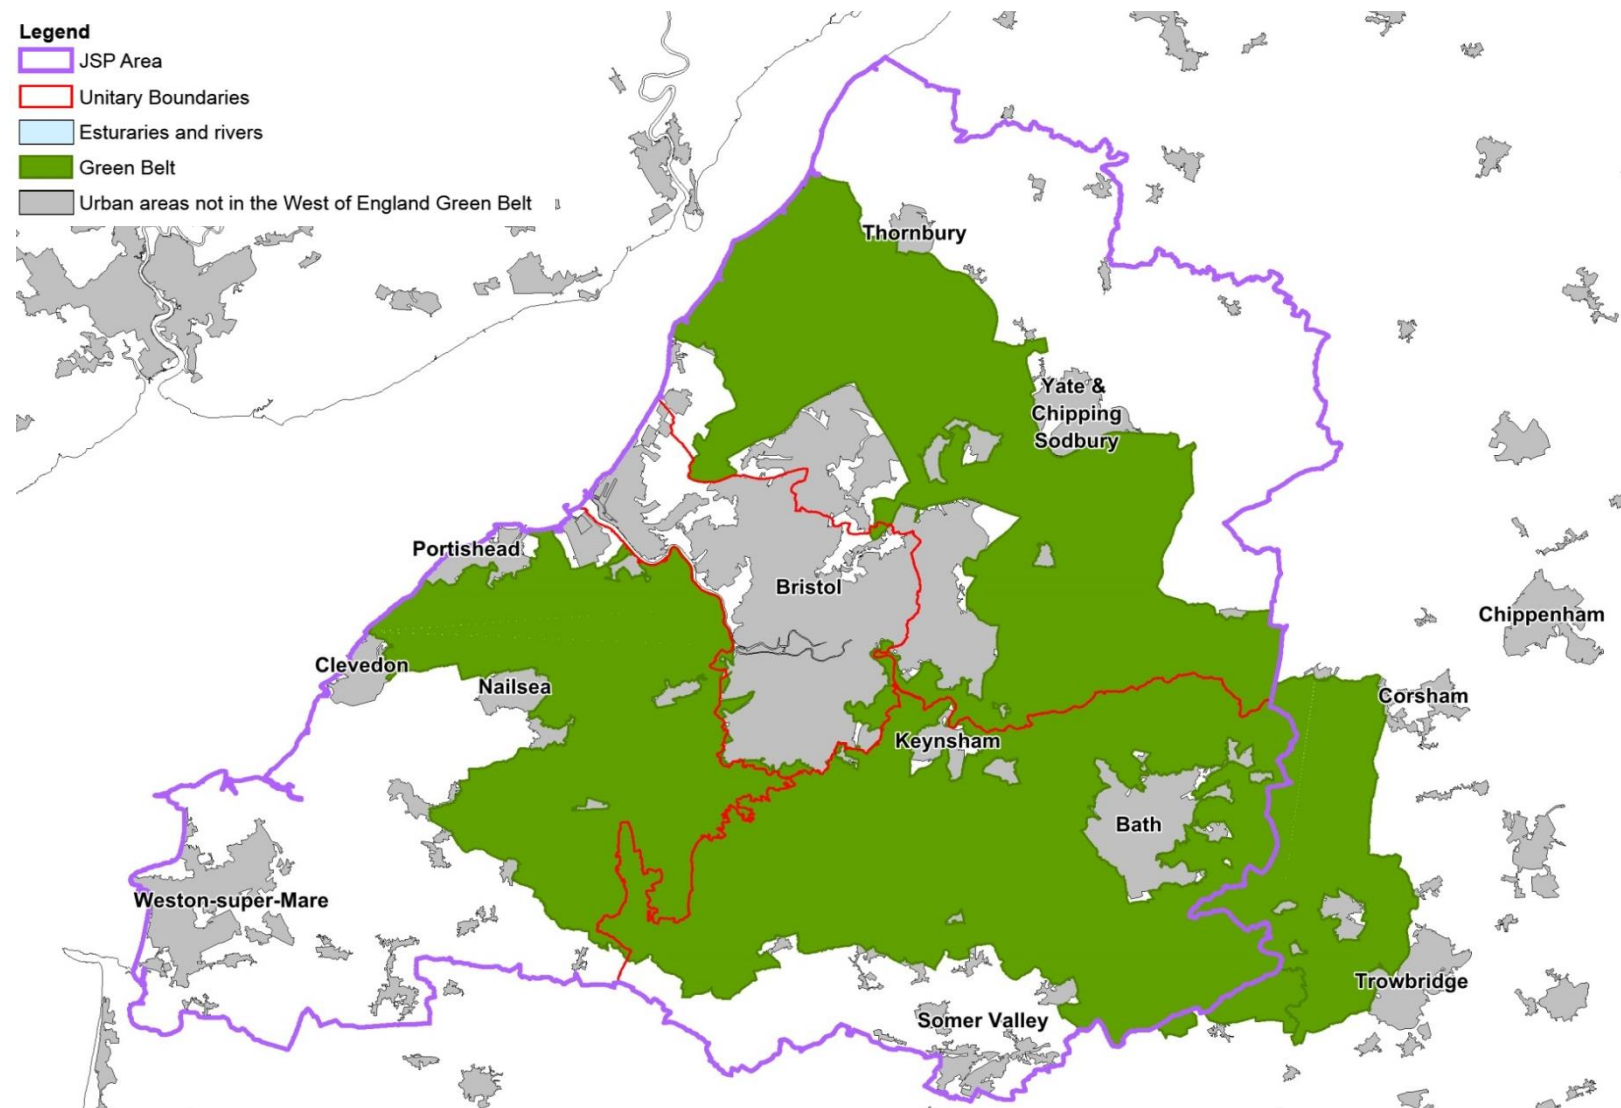 Legend
JSP Area
Unitary Boundaries
Esturaries and rivers
Green Belt
Urban areas not in the West of England Green Belt
Thornbury
Yate &
Chipping
Sodbury
Portishead
Bristol
Chippenham
Clevedon
Nailsea
Corsham
Keynsham
Bath
Weston-super-Mare
Trowbridge
Somer Valley